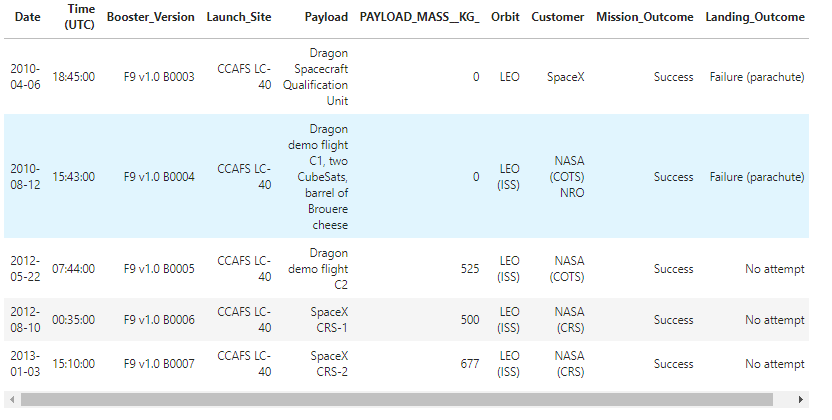 Date Time (UTC) Booster_Version Launch_Site Payload PAYLOAD_MASS__KG_ Orbit Customer Mission_Outcome Landing_Outcome
2010-04-06 18:45:00 F9 v1.0 B0003 CCAFS LC-40 Dragon Spacecraft Qualification Unit 0 LEO SpaceX Success Failure (parachute)
2010-08-12 15:43:00 F9 v1.0 B0004 CCAFS LC-40 Dragon demo flight C1, two CubeSats, barrel of Brouere cheese 0 LEO (ISS) NASA (COTS) NRO Success Failure (parachute)
2012-05-22 07:44:00 F9 v1.0 B0005 CCAFS LC-40 Dragon demo flight C2 525 LEO (ISS) NASA (COTS) Success No attempt
2012-08-10 00:35:00 F9 v1.0 B0006 CCAFS LC-40 SpaceX CRS-1 500 LEO (ISS) NASA (CRS) Success No attempt
2013-01-03 15:10:00 F9 v1.0 B0007 CCAFS LC-40 SpaceX CRS-2 677 LEO (ISS) NASA (CRS) Success No attempt